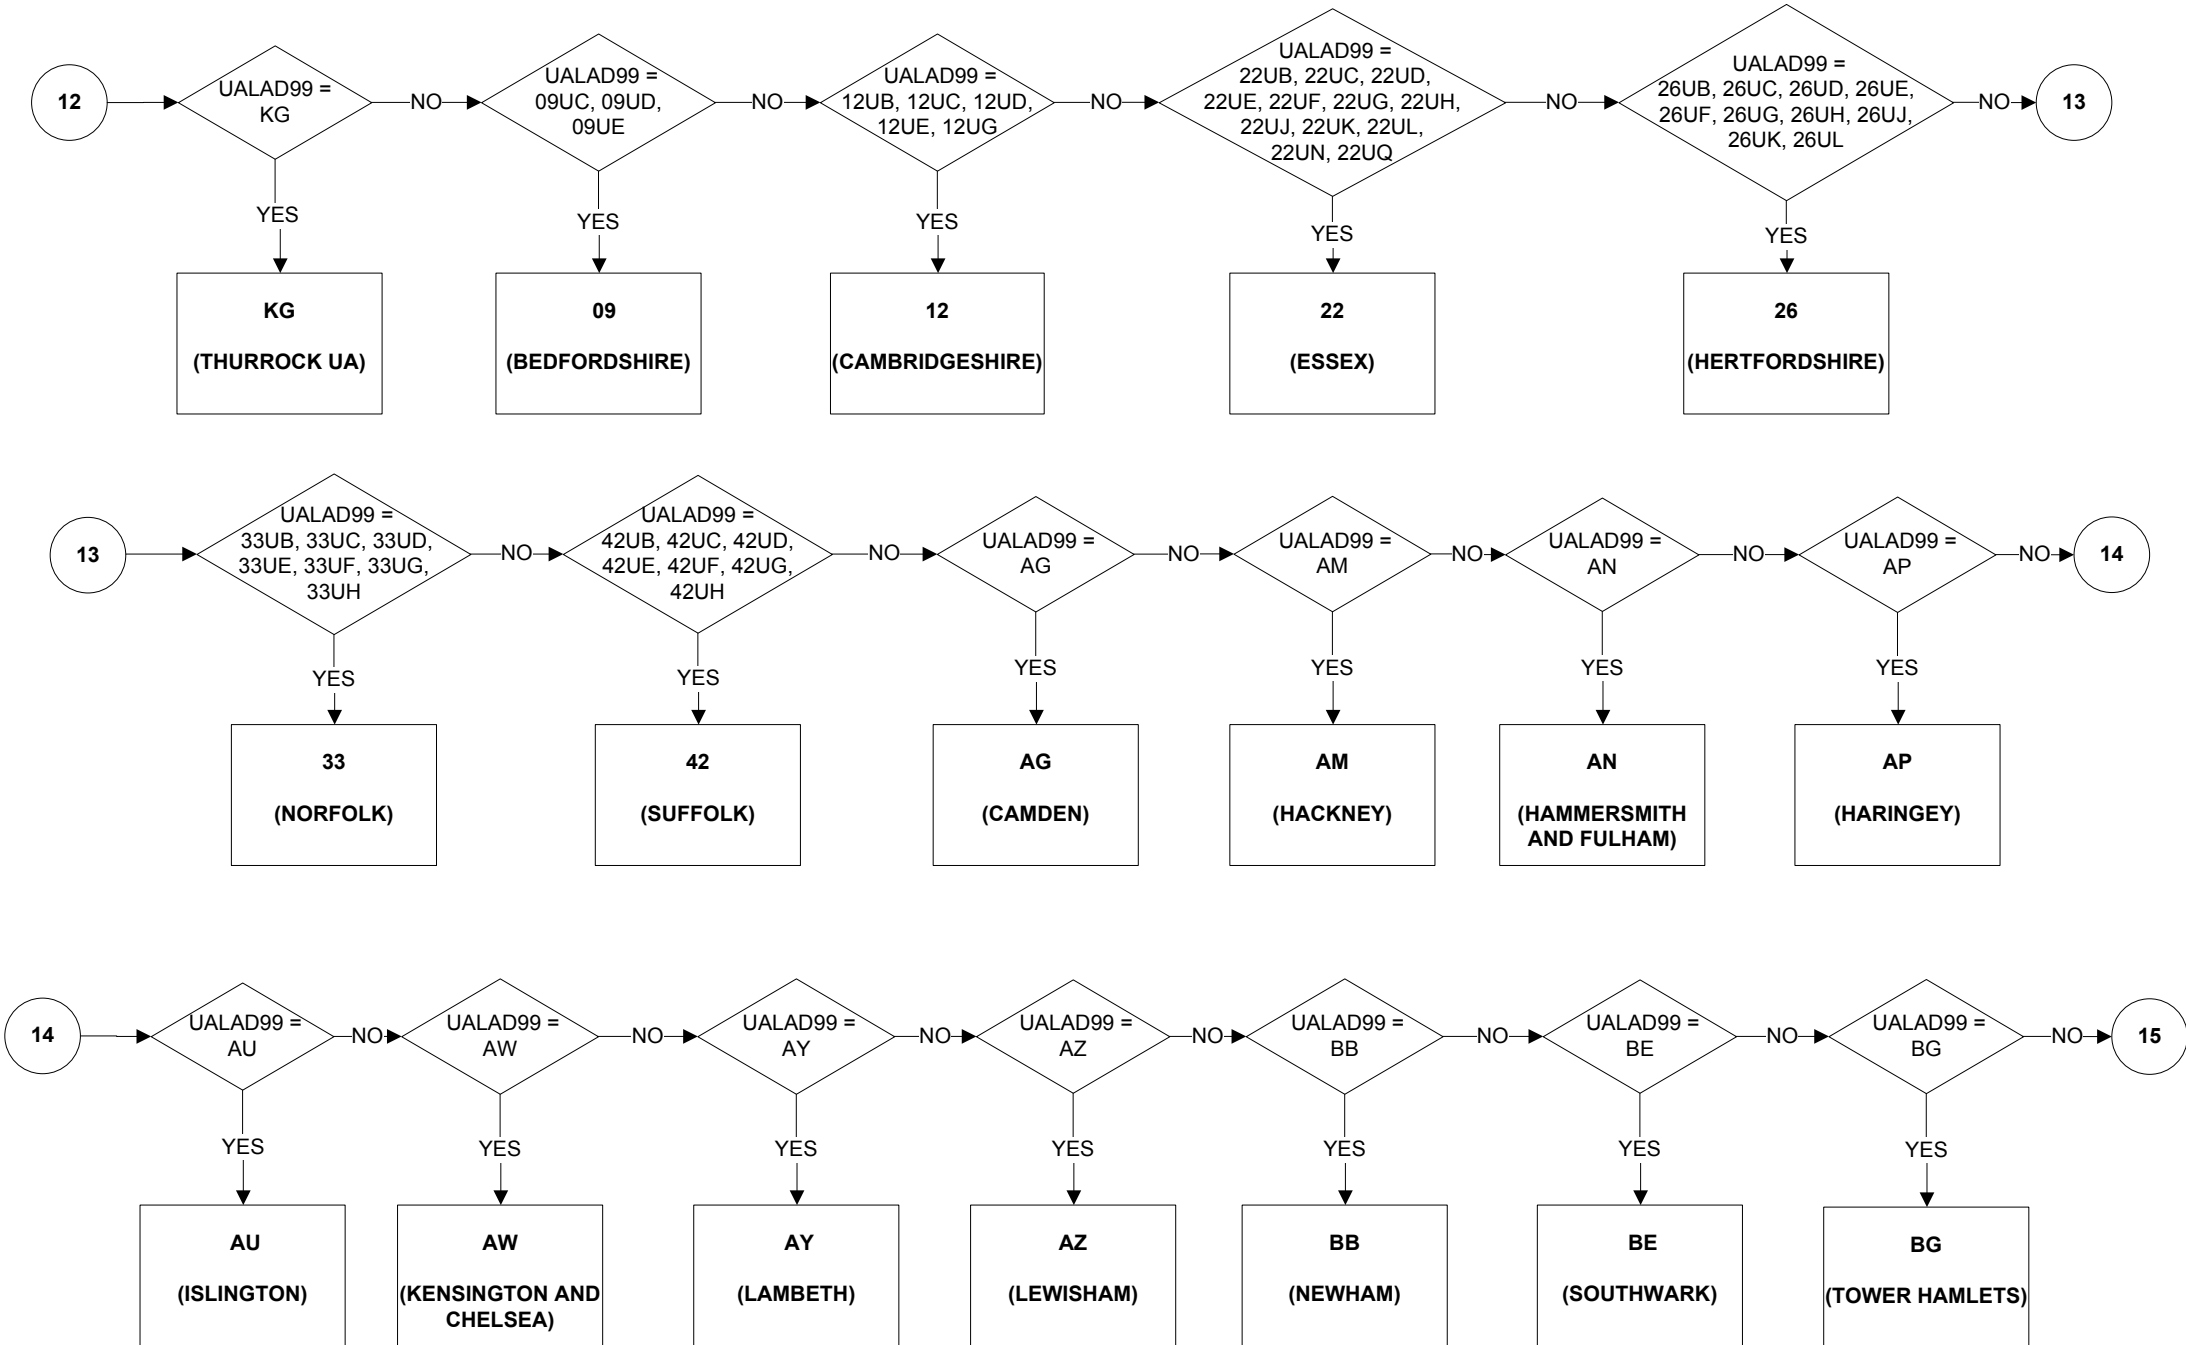 12
UALAD99 =
KG
NO
UALAD99 =
09UC, 09UD,
09UE
NO
UALAD99 =
12UB, 12UC, 12UD,
12UE, 12UG
NO
UALAD99 =
22UB, 22UC, 22UD,
22UE, 22UF, 22UG, 22UH,
22UJ, 22UK, 22UL,
22UN, 22UQ
NO
UALAD99 =
26UB, 26UC, 26UD, 26UE,
26UF, 26UG, 26UH, 26UJ,
26UK, 26UL
NO
13
YES
YES
YES
YES
YES
KG
(THURROCK UA)
09
(BEDFORDSHIRE)
12
(CAMBRIDGESHIRE)
22
(ESSEX)
26
(HERTFORDSHIRE)
13
UALAD99 =
33UB, 33UC, 33UD,
33UE, 33UF, 33UG,
33UH
NO
UALAD99 =
42UB, 42UC, 42UD,
42UE, 42UF, 42UG,
42UH
NO
UALAD99 =
AG
NO
UALAD99 =
AM
NO
UALAD99 =
AN
NO
UALAD99 =
AP
NO
14
YES
YES
YES
YES
YES
YES
33
(NORFOLK)
42
(SUFFOLK)
AG
(CAMDEN)
AM
(HACKNEY)
AN
(HAMMERSMITH
AND FULHAM)
AP
(HARINGEY)
14
UALAD99 =
AU
NO
UALAD99 =
AW
NO
UALAD99 =
AY
NO
UALAD99 =
AZ
NO
UALAD99 =
BB
NO
UALAD99 =
BE
NO
UALAD99 =
BG
NO
15
YES
YES
YES
YES
YES
YES
YES
AU
(ISLINGTON)
AW
(KENSINGTON AND
CHELSEA)
AY
(LAMBETH)
AZ
(LEWISHAM)
BB
(NEWHAM)
BE
(SOUTHWARK)
BG
(TOWER HAMLETS)